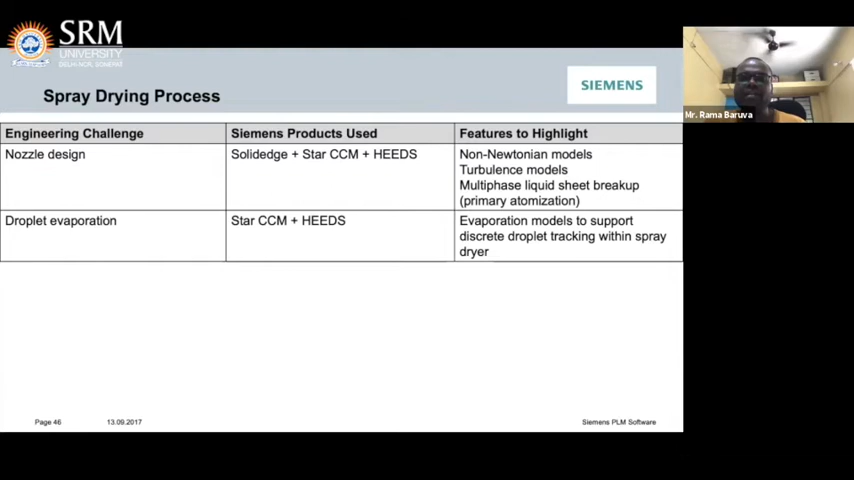 SRM
UNIVERSITY
DELHI-NCR, SONEPAT
SIEMENS
Spray Drying Process
Mr. Rama Baruva
Engineering Challenge
Siemens Products Used
Features to Highlight
Nozzle design
Solidedge + Star CCM + HEEDS
Non-Newtonian models
Turbulence models
Multiphase liquid sheet breakup
(primary atomization)
Droplet evaporation
Star CCM + HEEDS
Evaporation models to support
discrete droplet tracking within spray
dryer
Page 46
13.09.2017
Siemens PLM Software